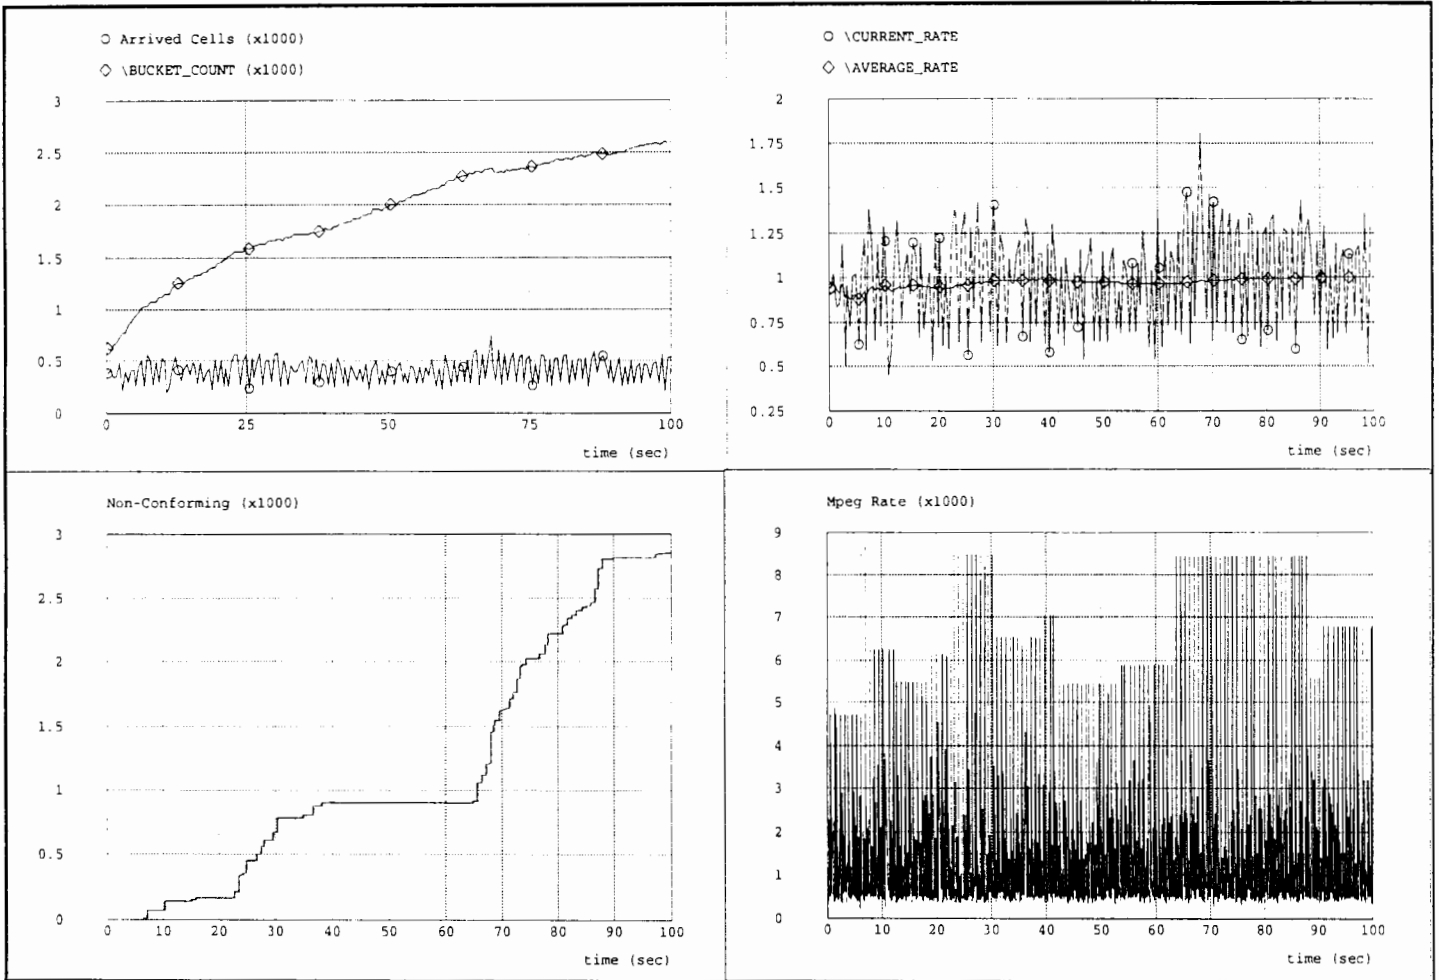 Arrived Cells (x1000)
\BUCKET_COUNT (x1000)
3
2.5
2
1.5
1
0.5
0
0 25 50 75 100
time (sec)
\CURRENT_RATE
\AVERAGE_RATE
2
1.75
1.5
1.25
1
0.75
0.5
0.25
0 10 20 30 40 50 60 70 80 90 100
time (sec)
Non-Conforming (x1000)
3
2.5
2
1.5
1
0.5
0
0 10 20 30 40 50 60 70 80 90 100
time (sec)
Mpeg Rate (x1000)
9
8
7
6
5
4
3
2
1
0
0 10 20 30 40 50 60 70 80 90 100
time (sec)